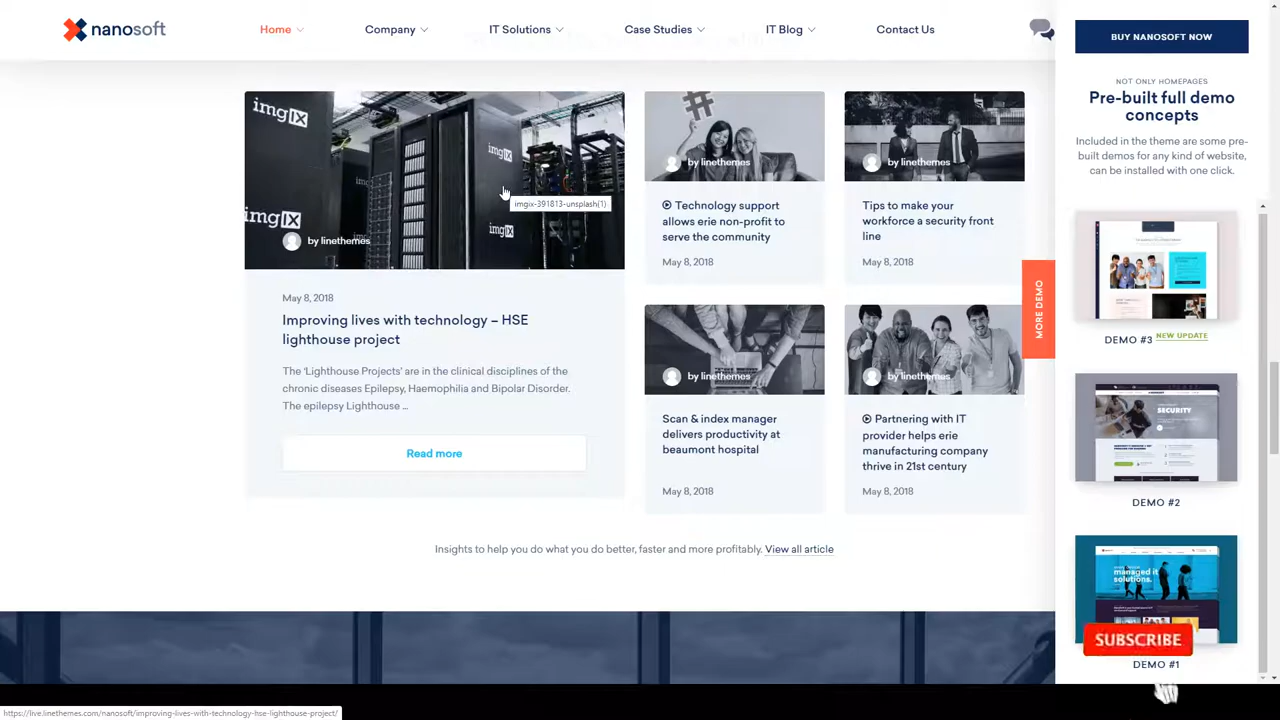 nanosoft
Home
Company
IT Solutions
Case Studies
IT Blog
Contact Us
imgIX
imgIX
imgIX
imgIX
imgix-391813-unsplash(1)
by linethemes
May 8, 2018
Improving lives with technology – HSE
lighthouse project
The 'Lighthouse Projects' are in the clinical disciplines of the
chronic diseases Epilepsy, Haemophilia and Bipolar Disorder.
The epilepsy Lighthouse ...
Read more
#
by linethemes
Technology support
allows erie non-profit to
serve the community
May 8, 2018
by linethemes
Tips to make your
workforce a security front
line
May 8, 2018
by linethemes
Scan & index manager
delivers productivity at
beaumont hospital
May 8, 2018
by linethemes
Partnering with IT
provider helps erie
manufacturing company
thrive in 21st century
May 8, 2018
Insights to help you do what you do better, faster and more profitably. View all article
MORE DEMO
BUY NANOSOFT NOW
NOT ONLY HOMEPAGES
Pre-built full demo
concepts
Included in the theme are some pre-
built demos for any kind of website,
can be installed with one click.
DEMO #3 NEW UPDATE
SECURITY
DEMO #2
managed it
solutions.
SUBSCRIBE
DEMO #1
https://live.linethemes.com/nanosoft/improving-lives-with-technology-hse-lighthouse-project/